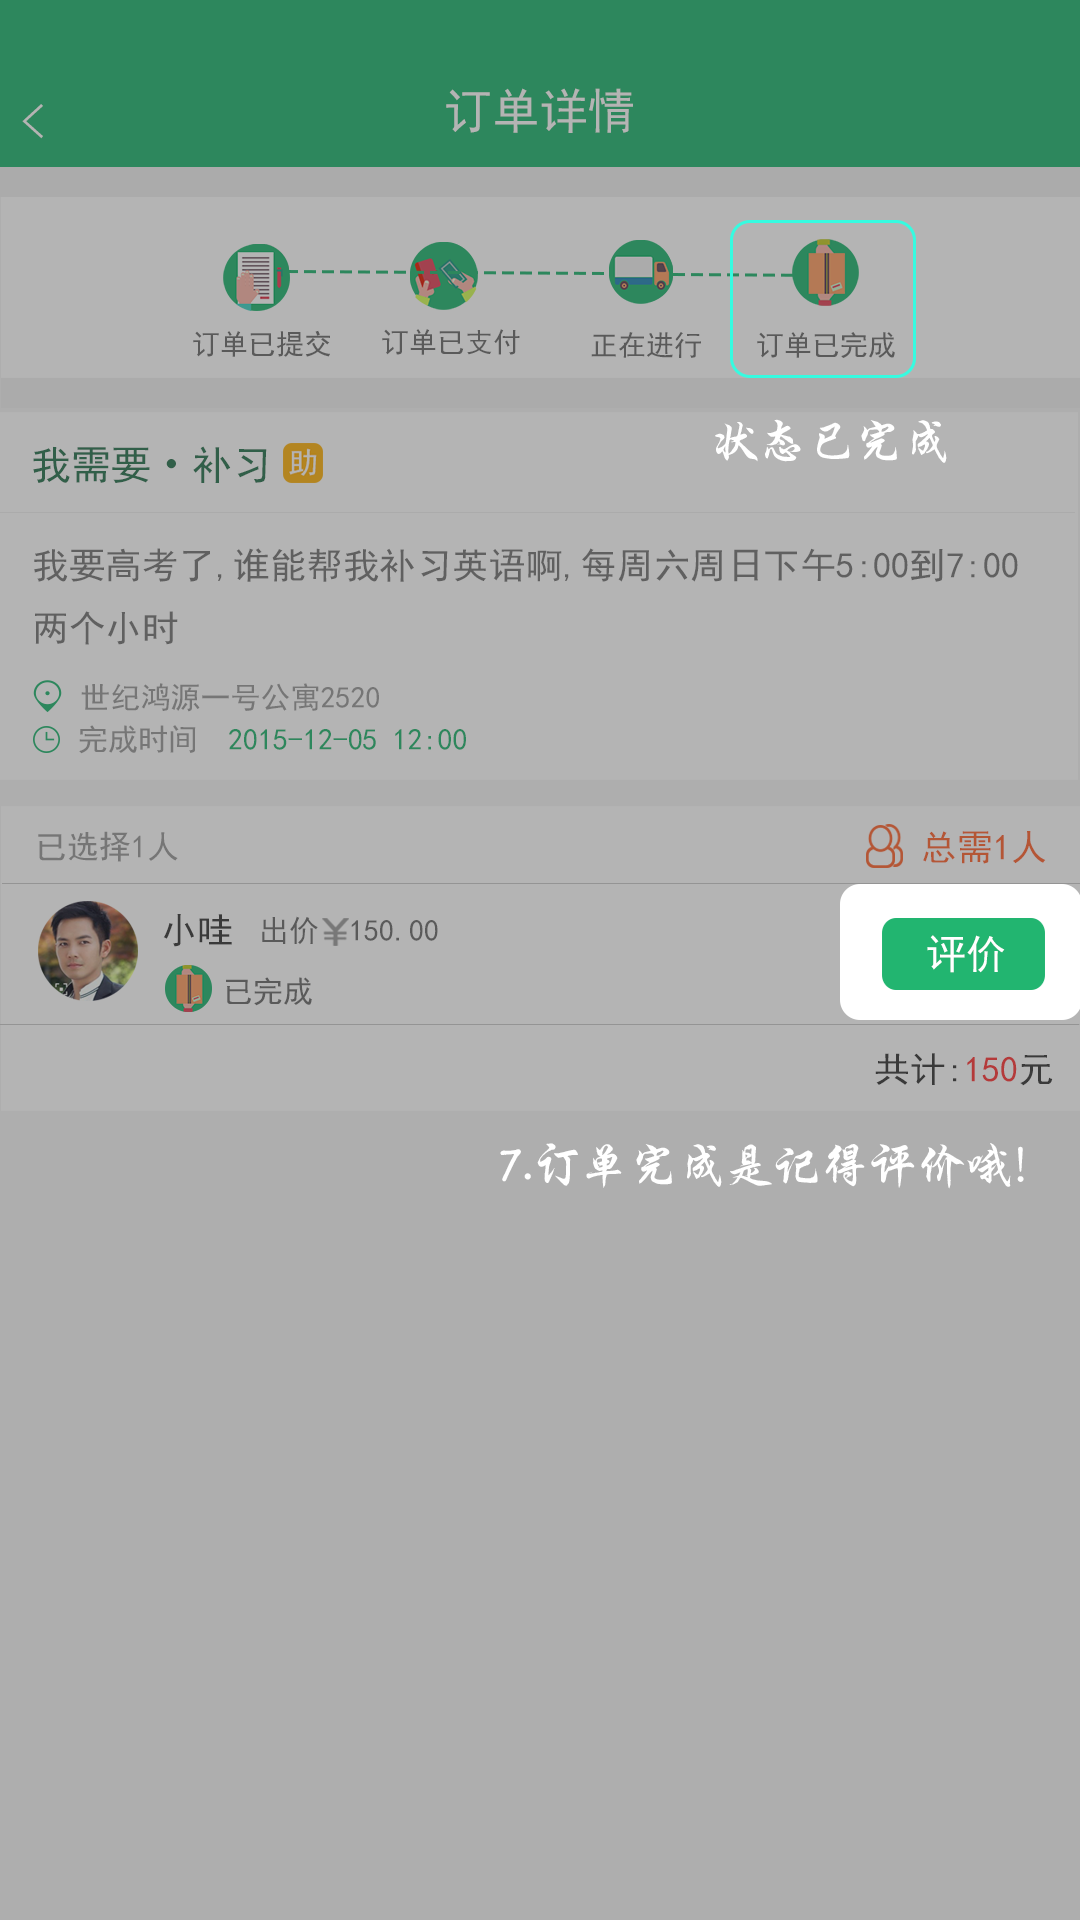 订单详情
订单已提交 订单已支付 正在进行 订单已完成
状态已完成
我需要·补习 助
我要高考了,谁能帮我补习英语啊,每周六周日下午5:00到7:00
两个小时
世纪鸿源一号公寓2520
完成时间 2015-12-05 12:00
已选择1人 总需1人
小哇 出价¥150.00
已完成
评价
共计:150元
7.订单完成是记得评价哦!